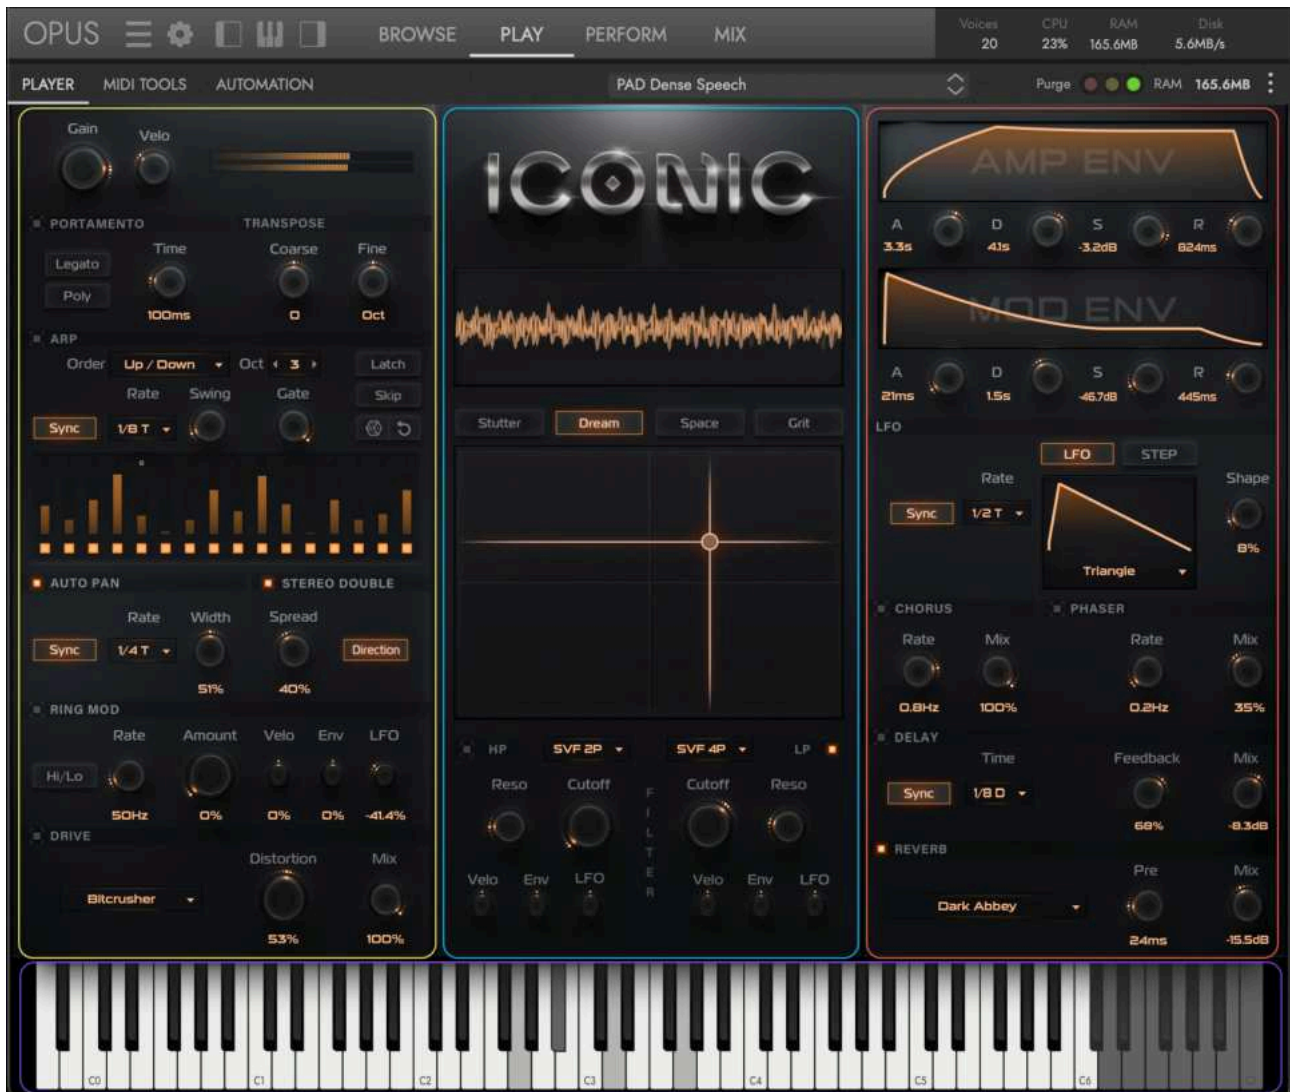 OPUS BROWSE PLAY PERFORM MIX
Voices CPU RAM Disk
20 23% 165.6MB 5.6MB/s
PLAYER MIDI TOOLS AUTOMATION PAD Dense Speech Purge RAM 165.6MB
Gain Velo
PORTAMENTO TRANSPOSE
Time Coarse Fine
Legato
Poly
100ms 0 Oct
ARP
Order Up / Down Oct 3 Latch
Rate Swing Gate Skip
Sync 1/8 T
AUTO PAN STEREO DOUBLE
Rate Width Spread
Sync 1/4 T Direction
51% 40%
RING MOD
Rate Amount Velo Env LFO
Hi/Lo
50Hz 0% 0% 0% -41.4%
DRIVE
Distortion Mix
Bitcrusher
53% 100%
ICONIC
Stutter Dream Space Grit
HP SVF 2P SVF 4P LP
Reso Cutoff Cutoff Reso
FILTER
Velo Env LFO Velo Env LFO
AMP ENV
A D S R
3.3s 4.1s -3.2dB 824ms
MOD ENV
A D S R
21ms 1.5s -46.7dB 445ms
LFO
LFO STEP
Rate Shape
Sync 1/2 T
8%
Triangle
CHORUS PHASER
Rate Mix Rate Mix
0.8Hz 100% 0.2Hz 35%
DELAY
Time Feedback Mix
Sync 1/8 D
68% -8.3dB
REVERB
Pre Mix
Dark Abbey
24ms -15.5dB
C0 C1 C2 C3 C4 C5 C6